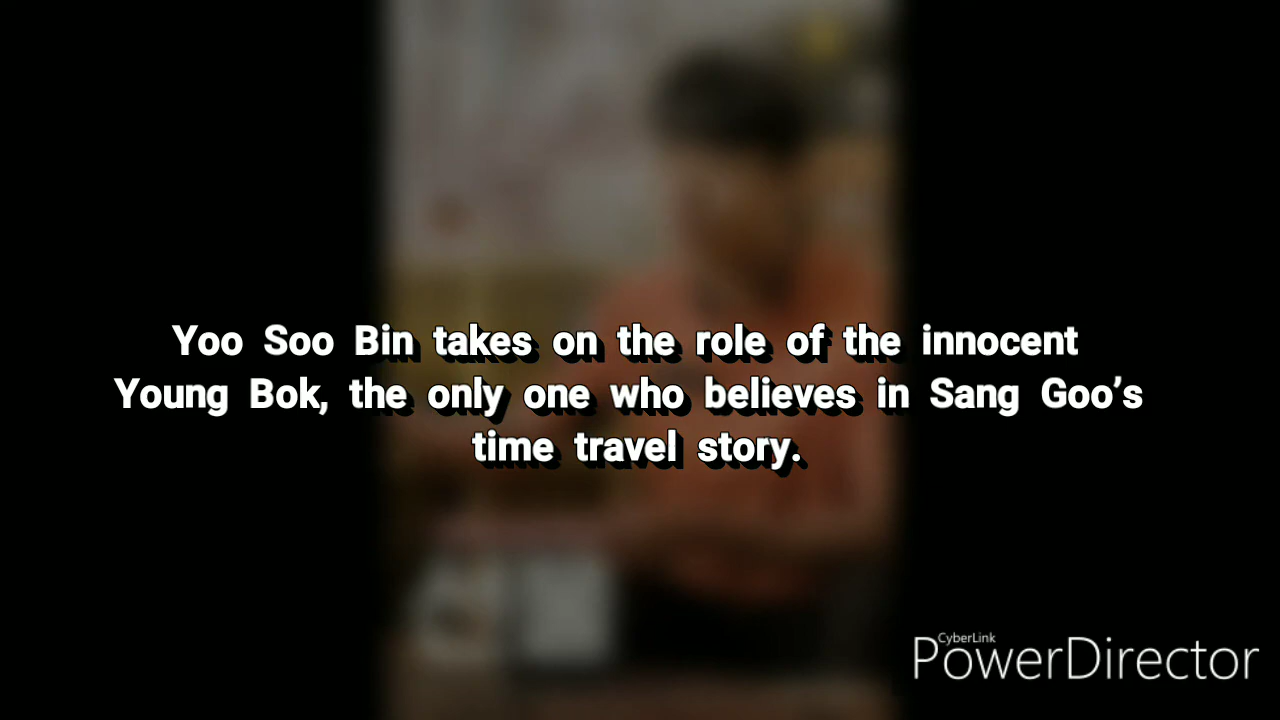 Yoo Soo Bin takes on the role of the innocent
Young Bok, the only one who believes in Sang Goo’s
time travel story.
CyberLink
PowerDirector